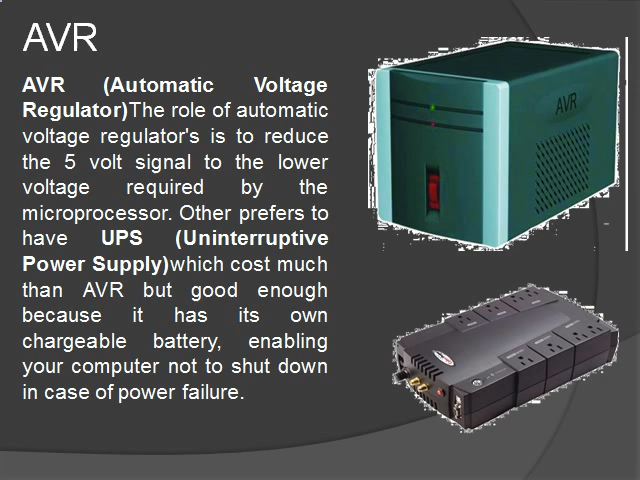 AVR
AVR (Automatic Voltage
Regulator)The role of automatic
voltage regulator's is to reduce
the 5 volt signal to the lower
voltage required by the
microprocessor. Other prefers to
have UPS (Uninterruptive
Power Supply)which cost much
than AVR but good enough
because it has its own
chargeable battery, enabling
your computer not to shut down
in case of power failure.
AVR